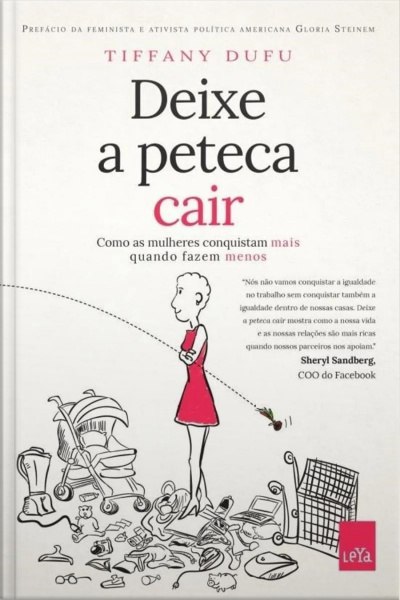 Prefácio da feminista e ativista política americana Gloria Steinem
TIFFANY DUFU
Deixe
a peteca
cair
Como as mulheres conquistam mais
quando fazem menos
"Nós não vamos conquistar a igualdade
no trabalho sem conquistar também a
igualdade dentro de nossas casas. Deixe
a peteca cair mostra como a nossa vida
e as nossas relações são mais ricas
quando nossos parceiros nos apoiam."
Sheryl Sandberg,
COO do Facebook
LeYa